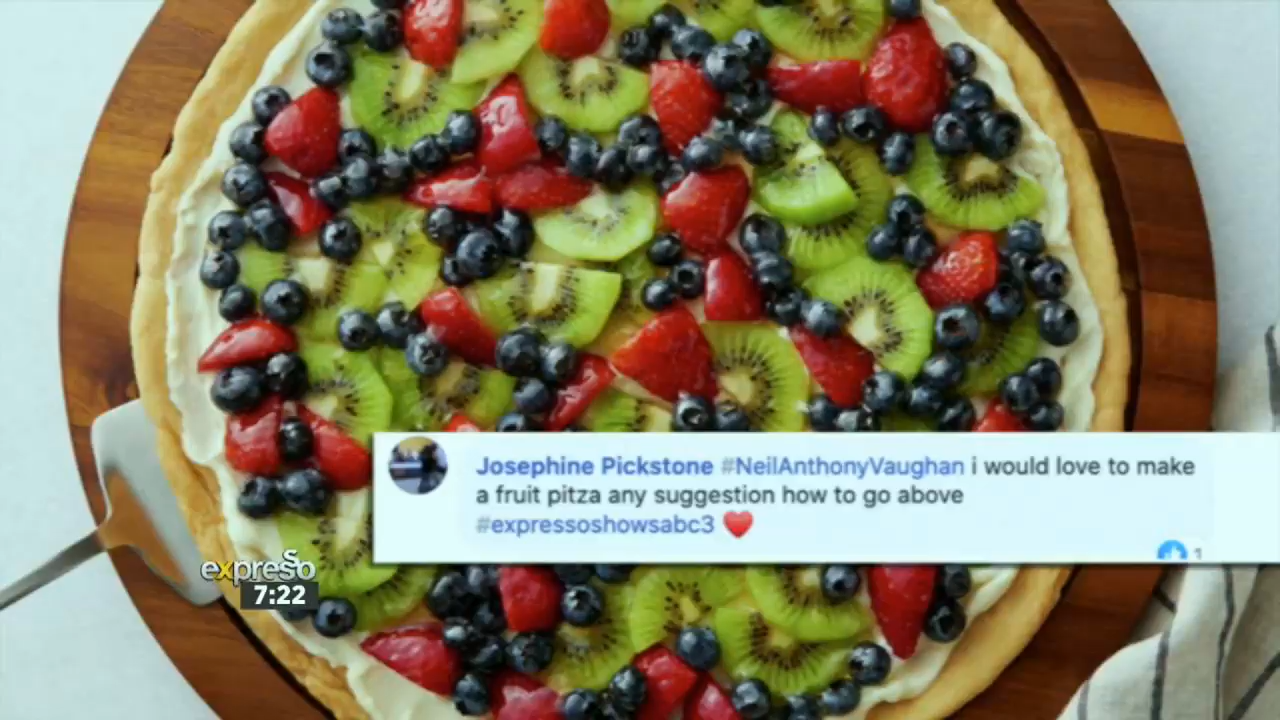 Josephine Pickstone #NeilAnthonyVaughan i would love to make
a fruit pitza any suggestion how to go above
#expressoshowsabc3 ❤️
1
expresso
7:22